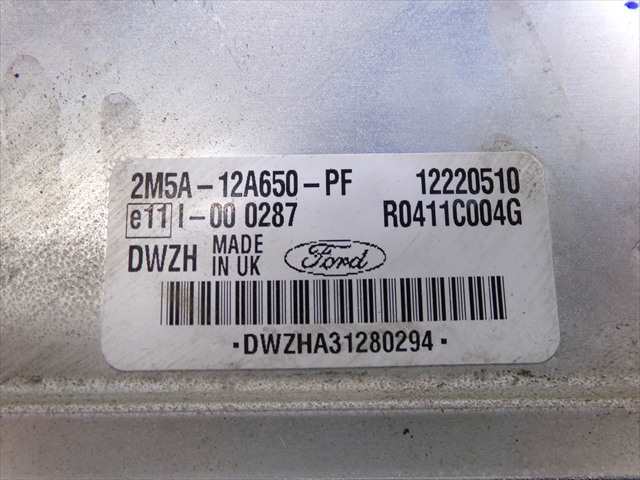 2M5A-12A650-PF 12220510
e11 I-00 0287 R0411C004G
DWZH MADE IN UK Ford
·DWZHA31280294·